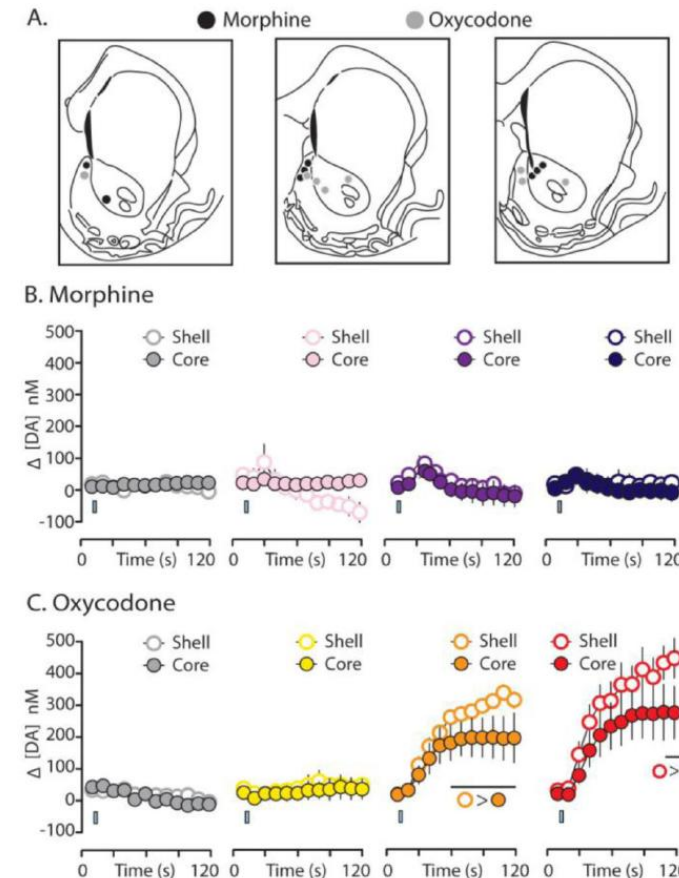 A.
Morphine Oxycodone
B. Morphine
Shell Shell Shell Shell
Core Core Core Core
Δ [DA] nM
500
400
300
200
100
0
-100
0 Time (s) 120 0 Time (s) 120 0 Time (s) 120 0 Time (s) 120
C. Oxycodone
Shell Shell Shell Shell
Core Core Core Core
Δ [DA] nM
500
400
300
200
100
0
-100
>
>
0 Time (s) 120 0 Time (s) 120 0 Time (s) 120 0 Time (s) 120